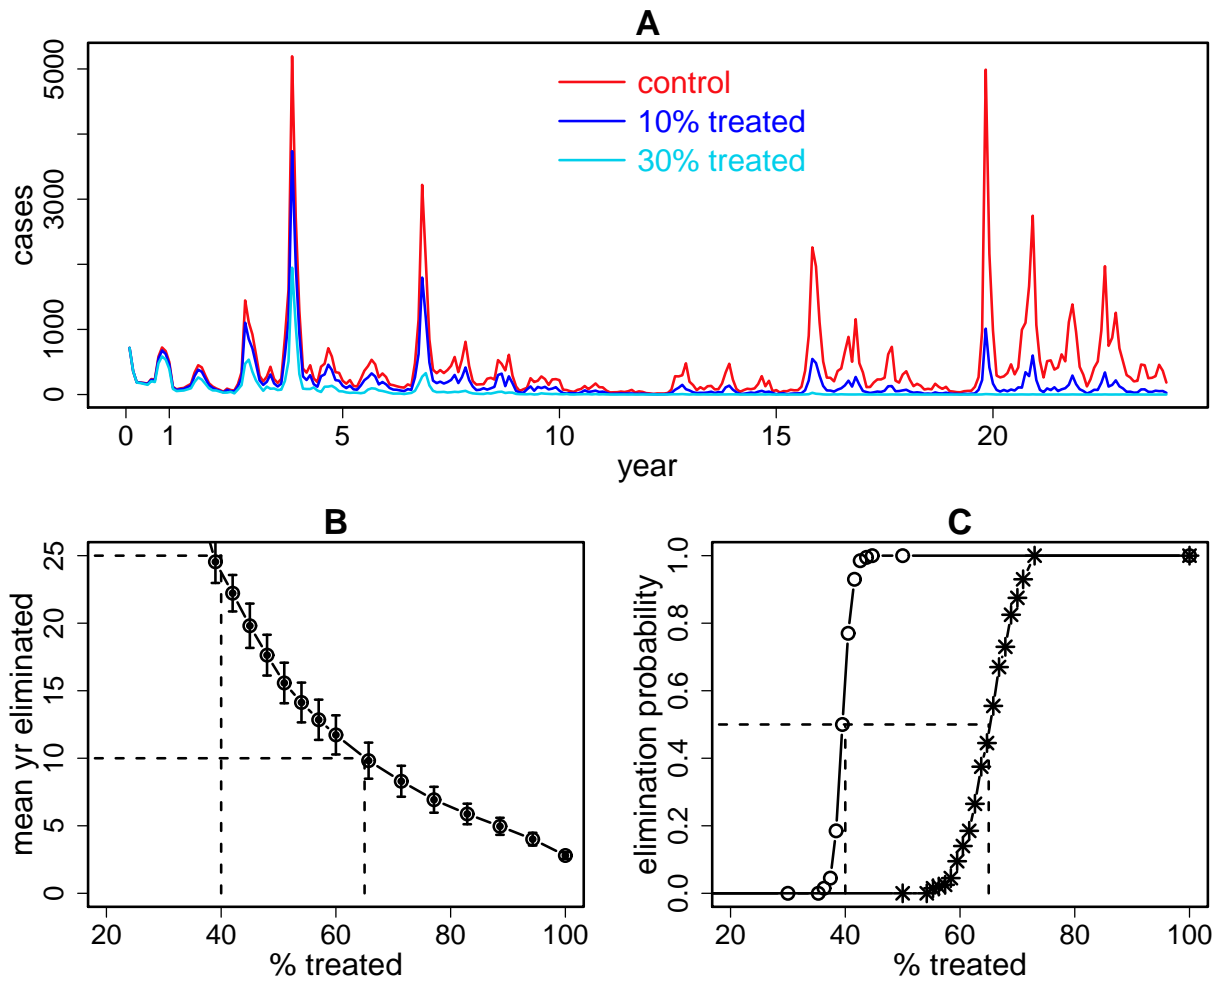 A
cases
0
1000
3000
5000
control
10% treated
30% treated
0 1 5 10 15 20
year
B
mean yr eliminated
0
5
10
15
20
25
20 40 60 80 100
% treated
C
elimination probability
0.0
0.2
0.4
0.6
0.8
1.0
20 40 60 80 100
% treated